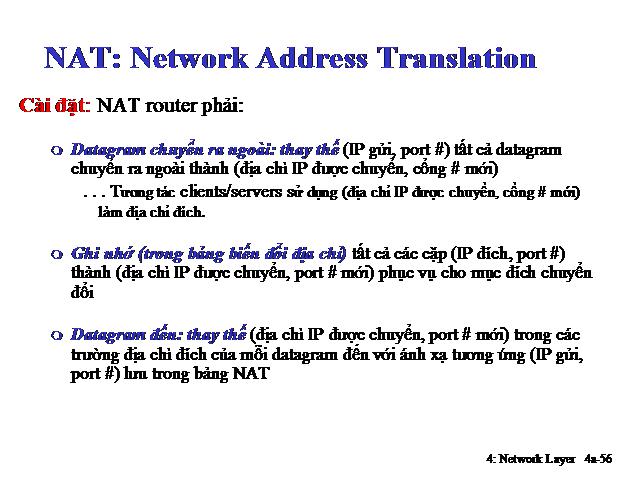 NAT: Network Address Translation
Cài đặt: NAT router phải:
Datagram chuyển ra ngoài: thay thế (IP gửi, port #) tất cả datagram
chuyển ra ngoài thành (địa chỉ IP được chuyển, cổng # mới)
. . . Tương tác clients/servers sử dụng (địa chỉ IP được chuyển, cổng # mới)
làm địa chỉ đích.
Ghi nhớ (trong bảng biến đổi địa chỉ) tất cả các cặp (IP đích, port #)
thành (địa chỉ IP được chuyển, port # mới) phục vụ cho mục đích chuyển
đổi
Datagram đến: thay thế (địa chỉ IP được chuyển, port # mới) trong các
trường địa chỉ đích của mỗi datagram đến với ánh xạ tương ứng (IP gửi,
port #) lưu trong bảng NAT
4: Network Layer 4a-56